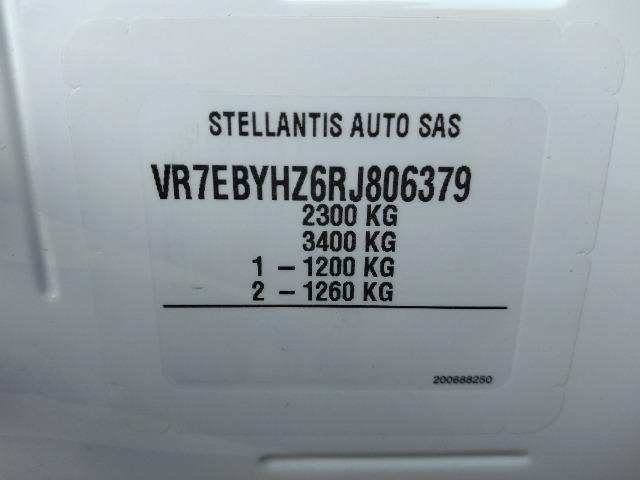 STELLANTIS AUTO SAS
VR7EBYHZ6RJ806379
2300 KG
3400 KG
1 – 1200 KG
2 – 1260 KG
200688250